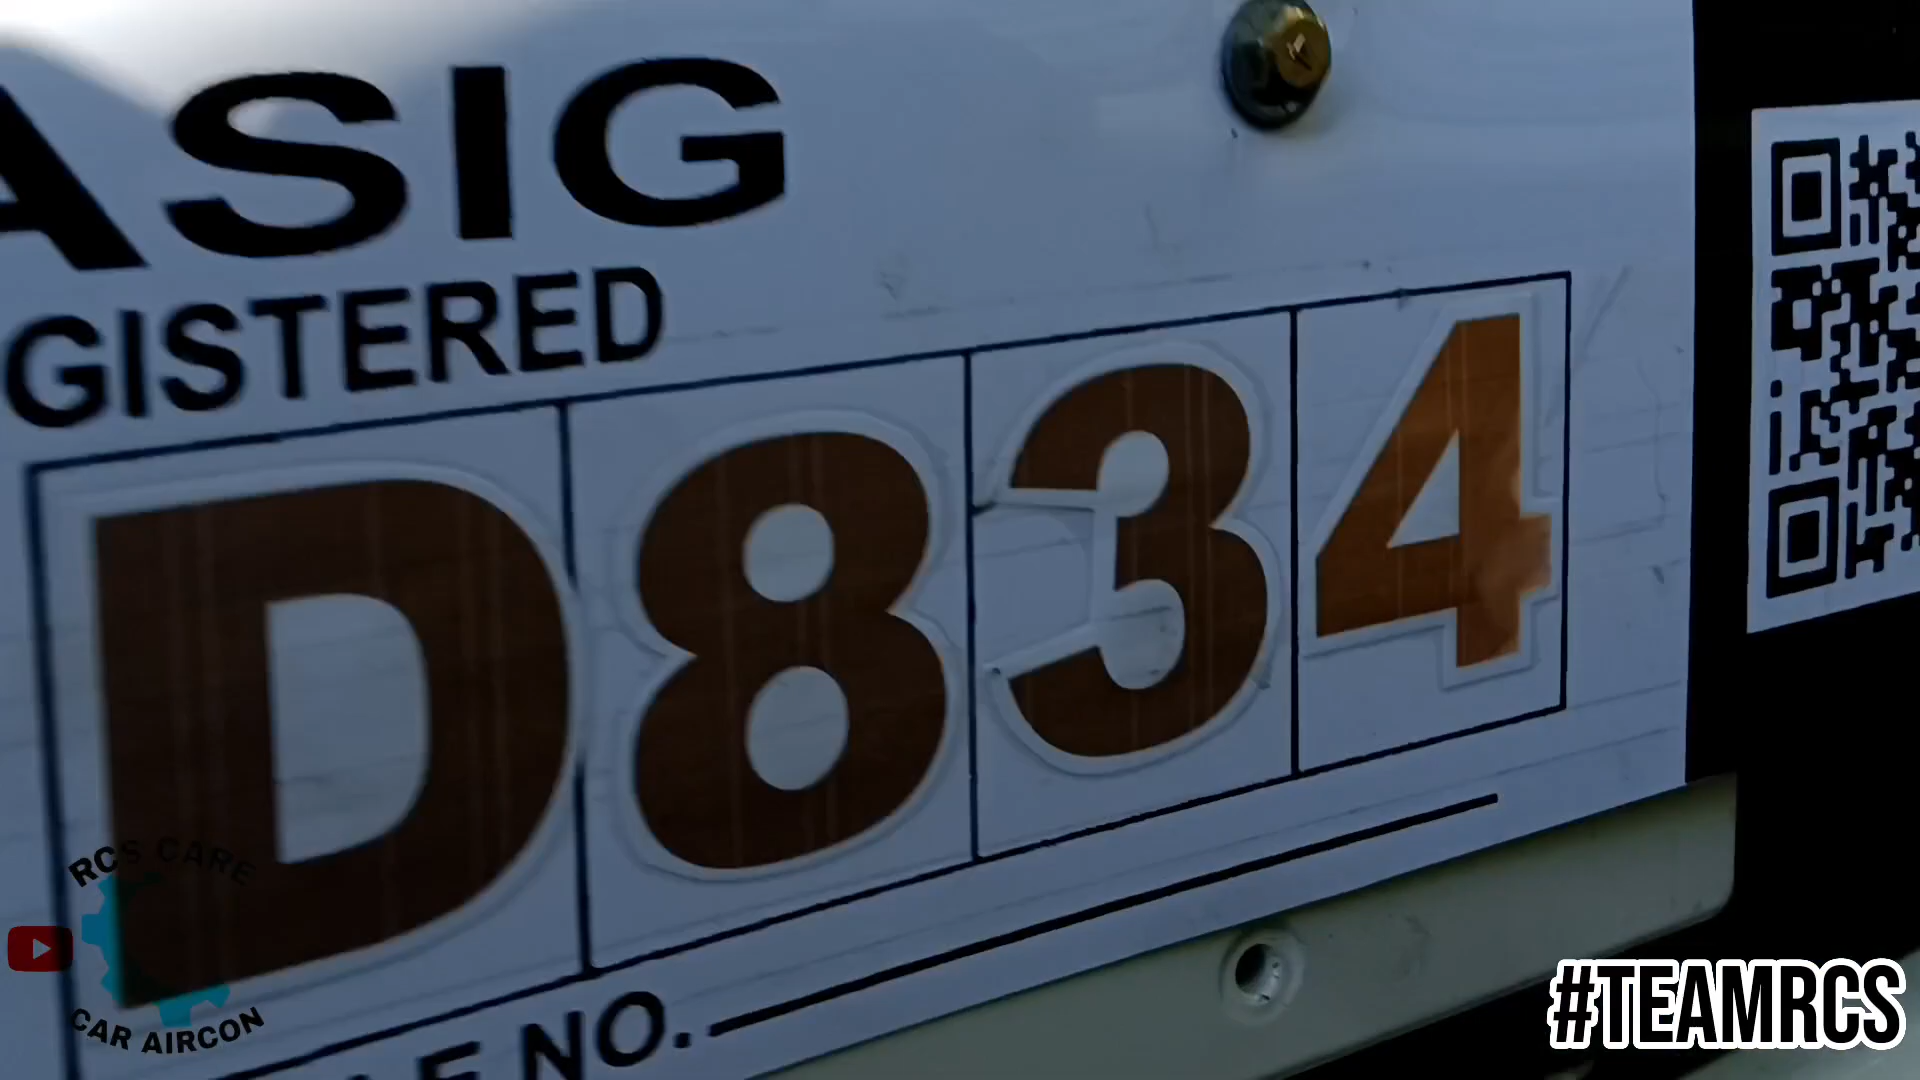 ASIG
GISTERED
D834
NO.
RCS CARE
CAR AIRCON
#TEAMRCS